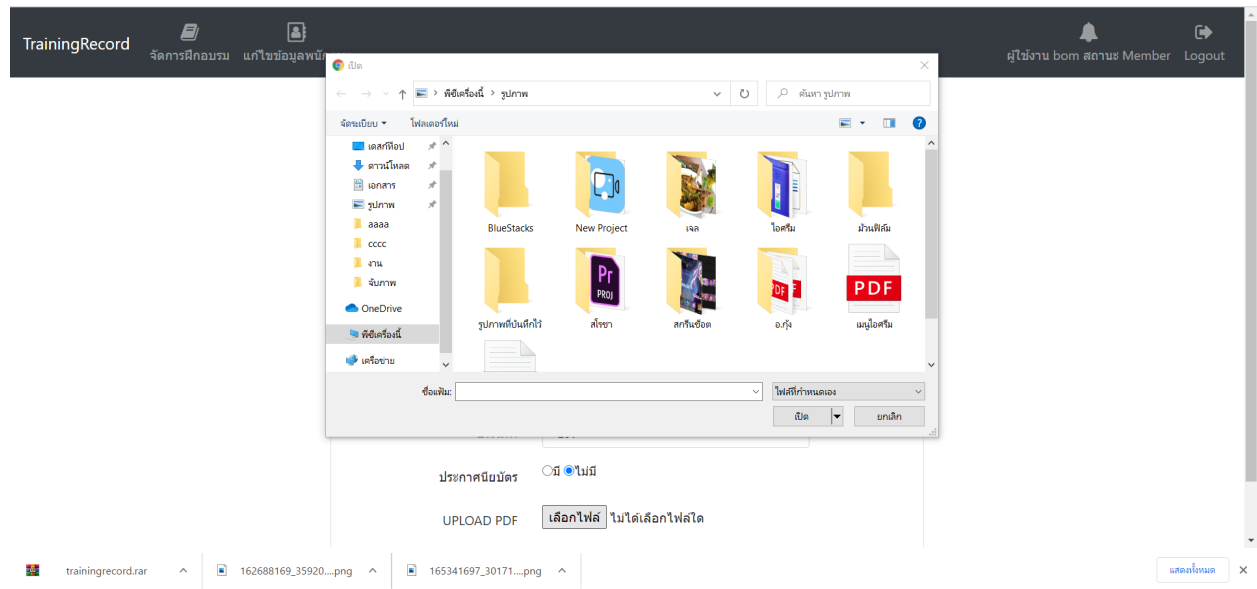 TrainingRecord
จัดการฝึกอบรม
ผู้ใช้งาน bom สถานะ Member
Logout
เปิด
พีซีเครื่องนี้ > รูปภาพ
ค้นหา รูปภาพ
จัดระเบียบ
โฟลเดอร์ใหม่
เดสก์ท็อป
ดาวน์โหลด
เอกสาร
รูปภาพ
aaaa
cccc
งาน
จับภาพ
OneDrive
พีซีเครื่องนี้
เครือข่าย
BlueStacks
New Project
เจล
ไอศรีม
ม้วนฟิล์ม
Pr
PROJ
PDF
PDF
รูปภาพที่บันทึกไว้
สโรชา
สกรีนช็อต
อ.กุ้ง
เมนูไอศรีม
ชื่อแฟ้ม:
ไฟล์ที่กำหนดเอง
เปิด
ยกเลิก
ประกาศนียบัตร
มี ไม่มี
UPLOAD PDF เลือกไฟล์ ไม่ได้เลือกไฟล์ใด
trainingrecord.rar
162688169_35920....png
165341697_30171....png
แสดงทั้งหมด